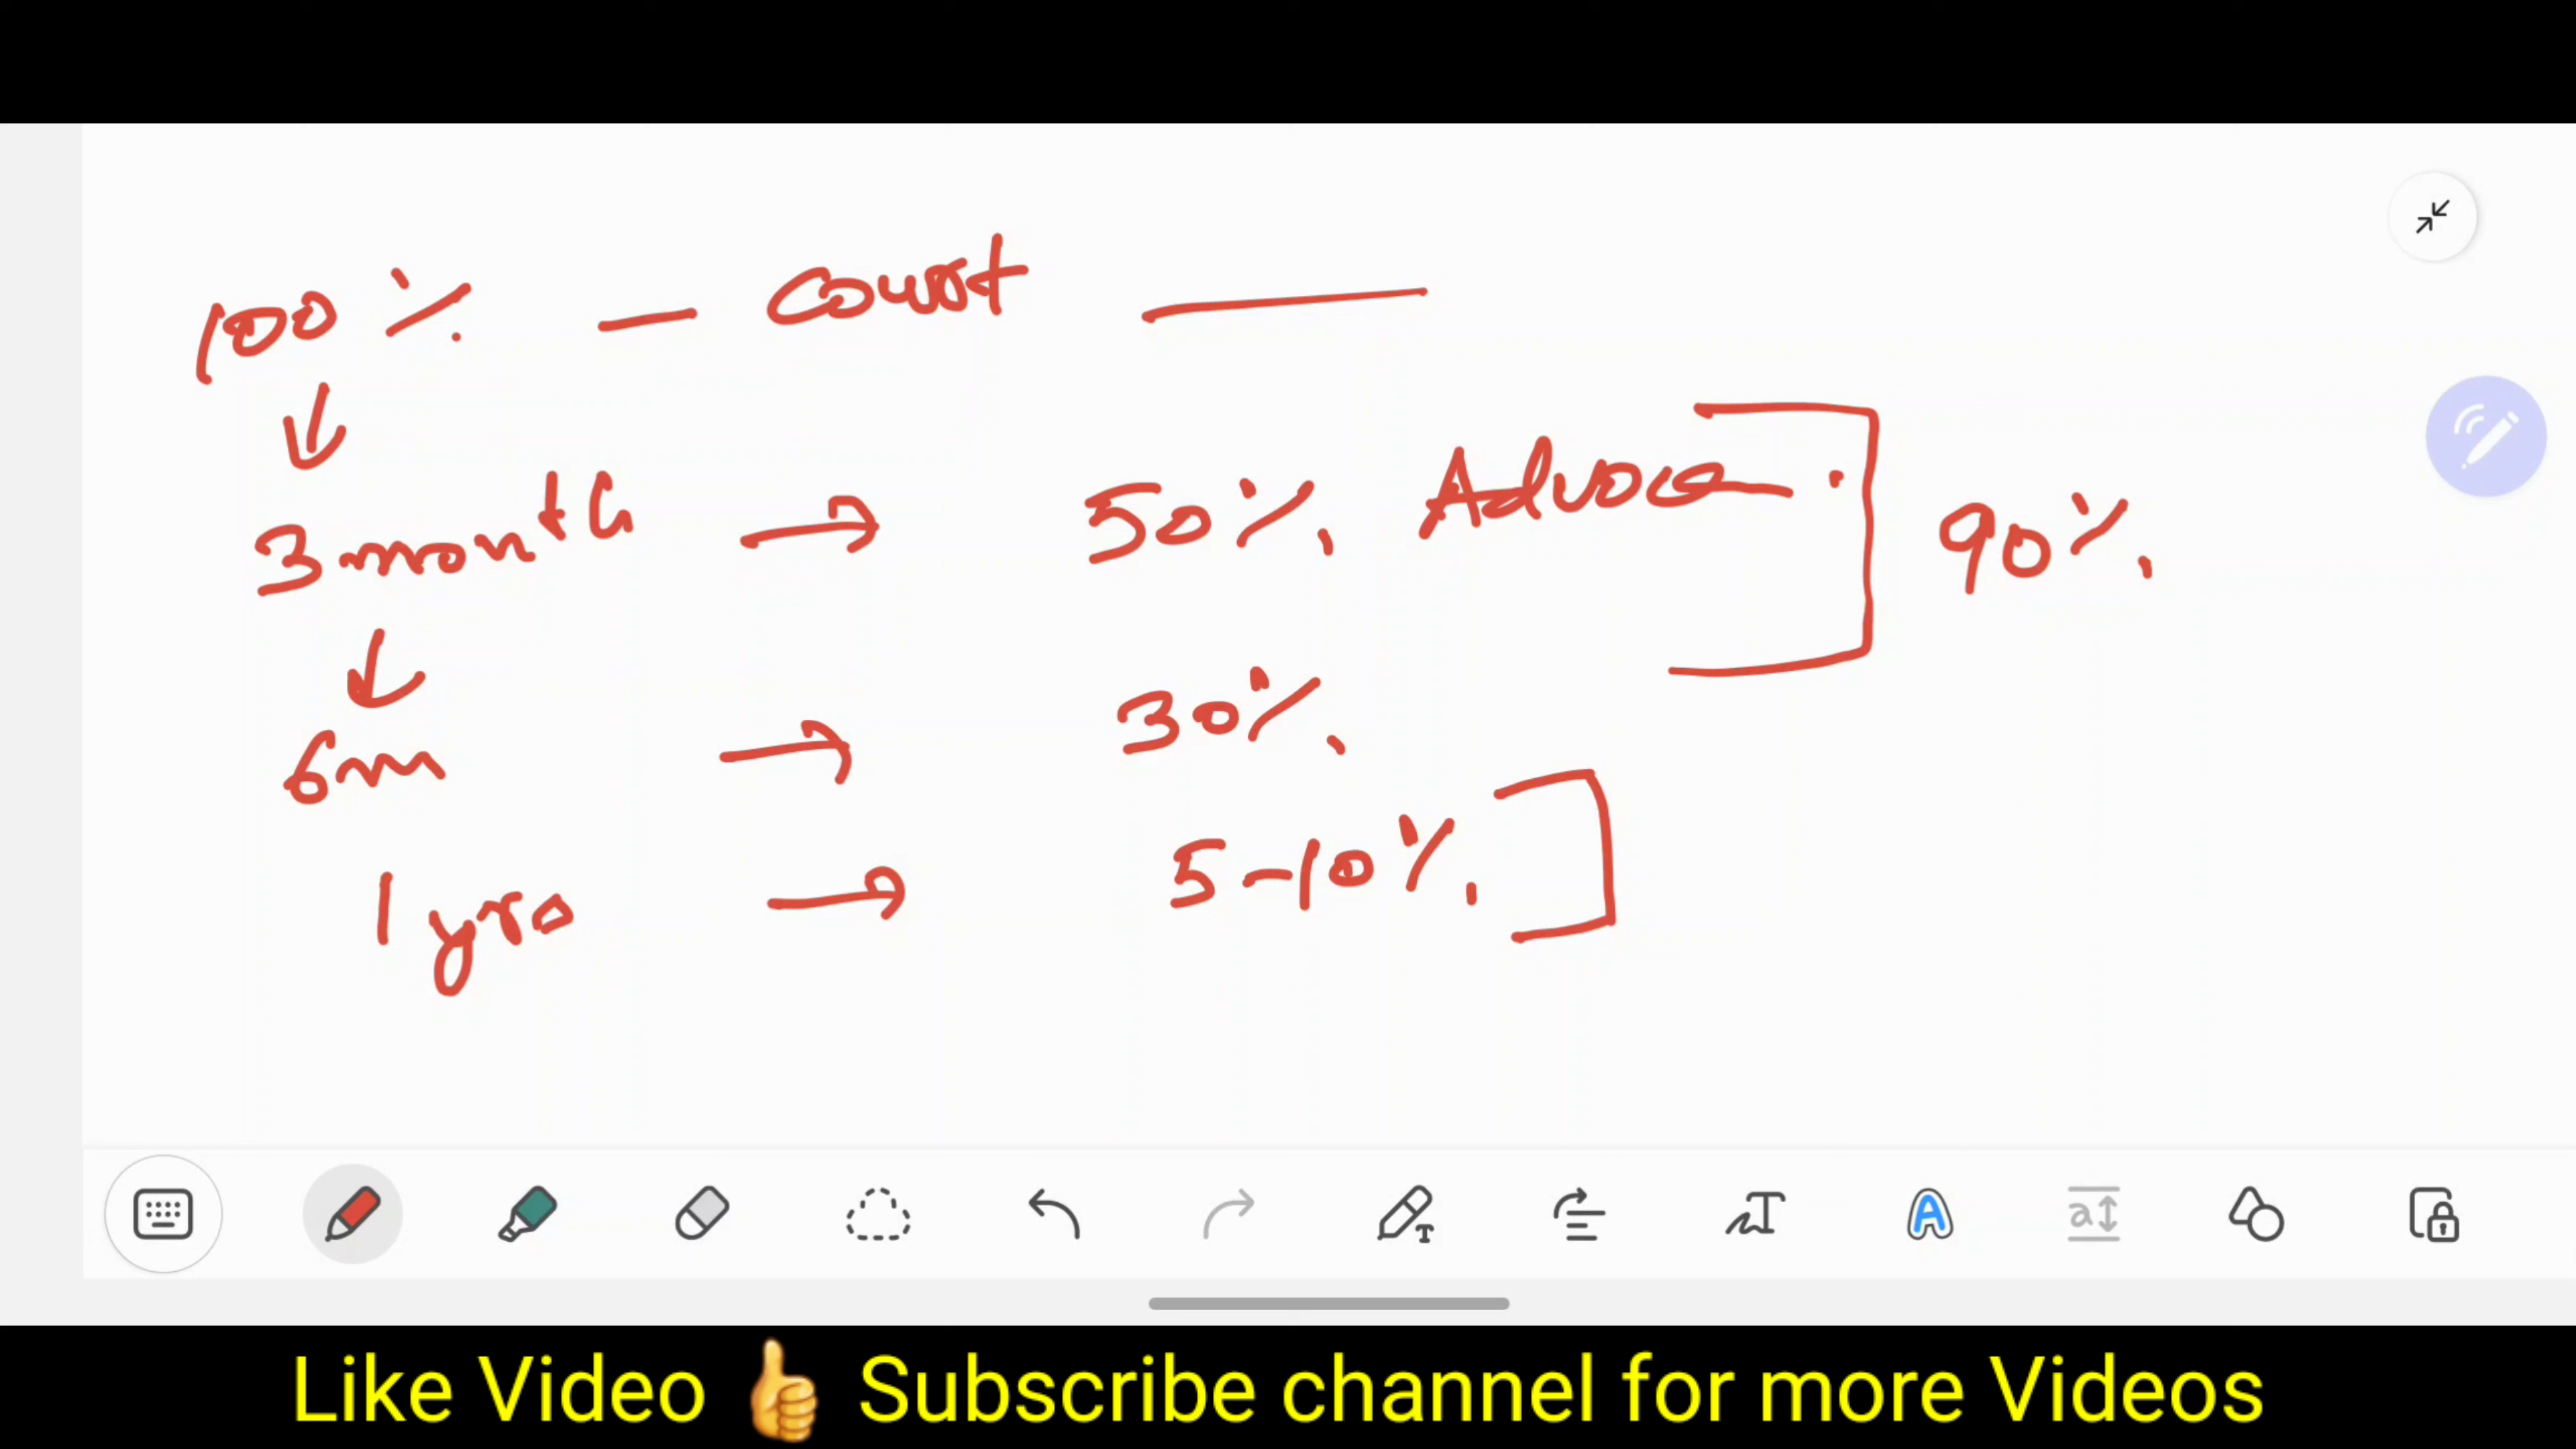 100 % — Court —
3 month → 50 %. Advoca
90 %.
6m → 30 %.
1 yrs → 5-10 %.
Like Video 👍 Subscribe channel for more Videos